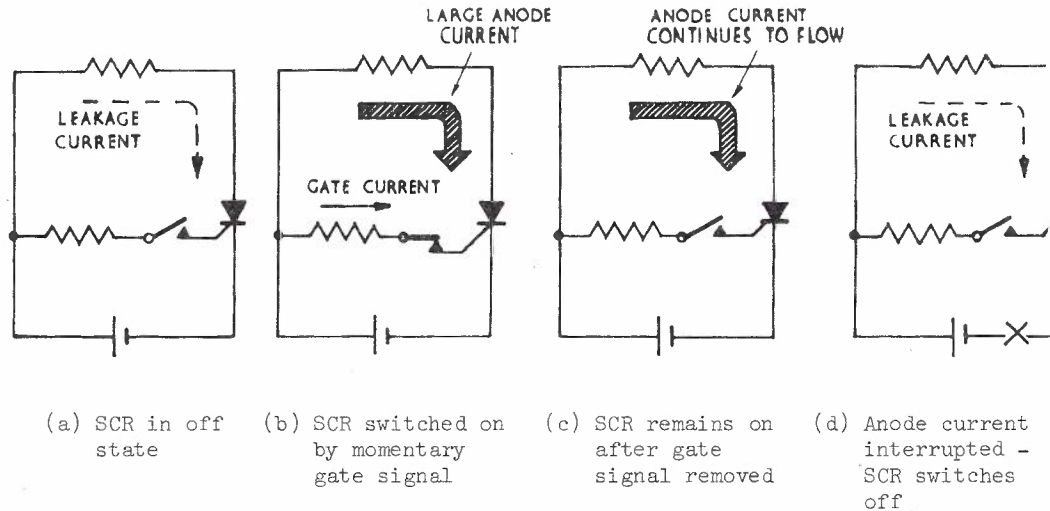 LARGE ANODE
CURRENT
ANODE CURRENT
CONTINUES TO FLOW
LEAKAGE
CURRENT
GATE CURRENT
LEAKAGE
CURRENT
(a) SCR in off
state
(b) SCR switched on
by momentary
gate signal
(c) SCR remains on
after gate
signal removed
(d) Anode current
interrupted -
SCR switches
off